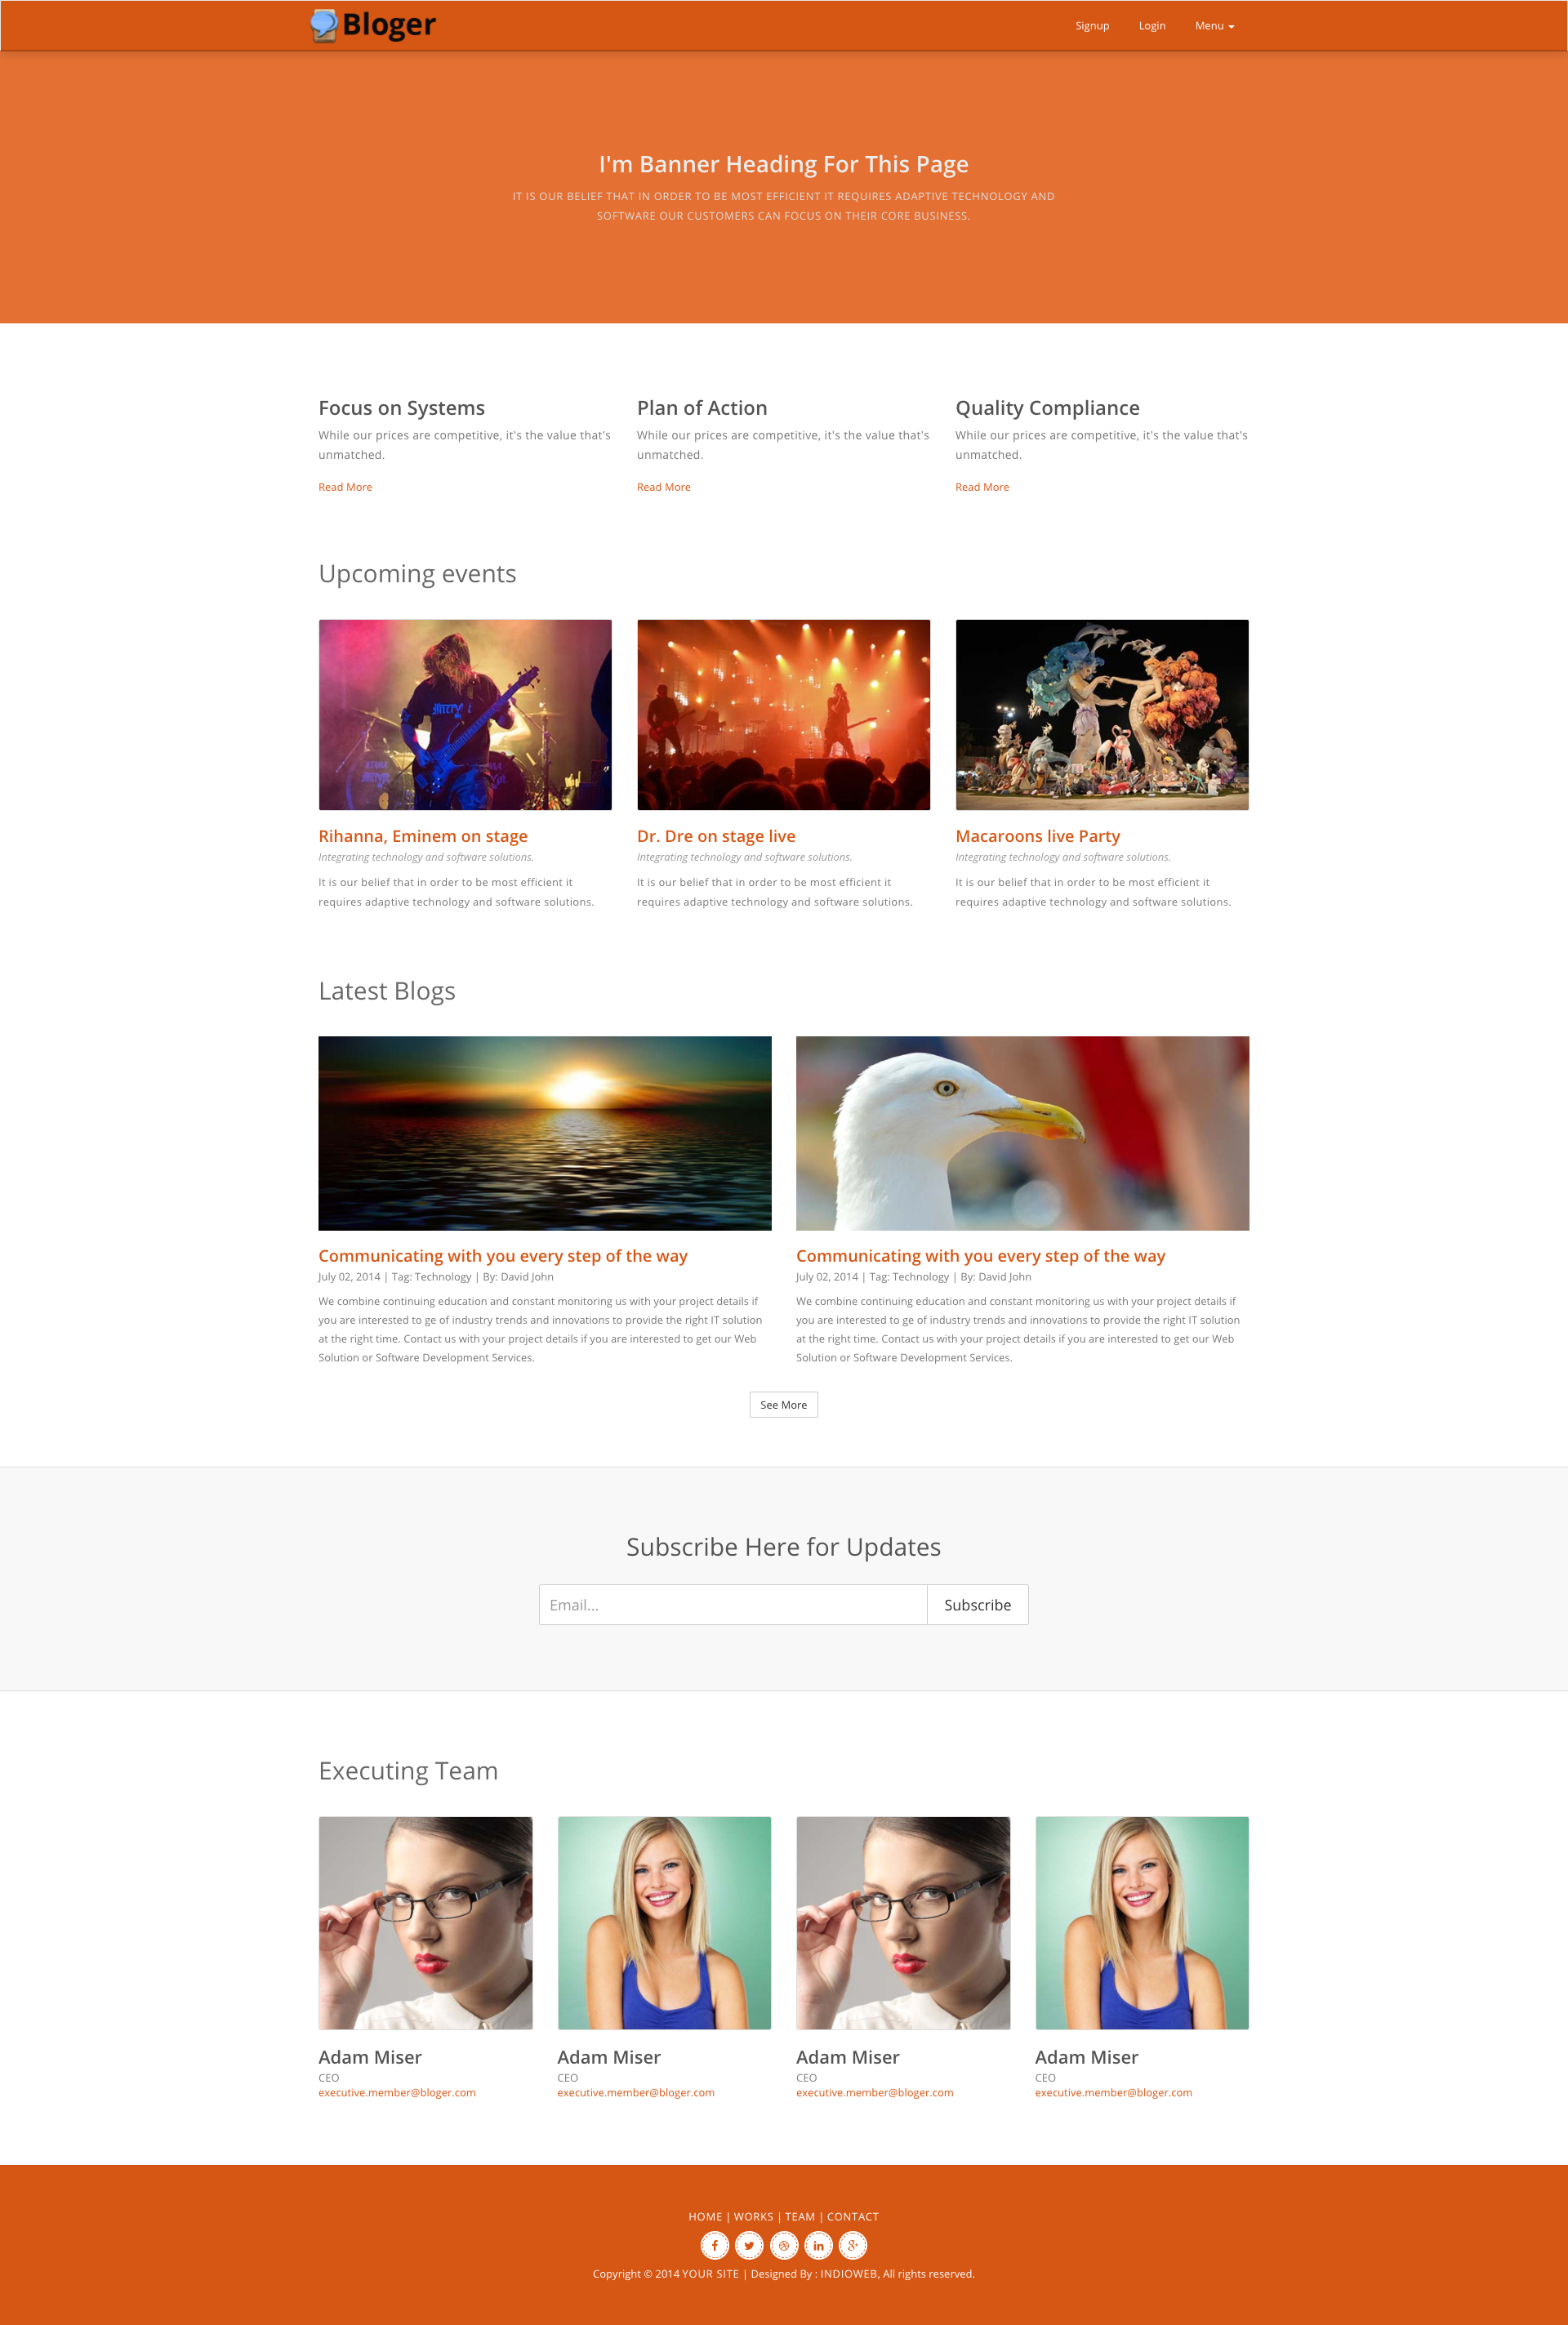 Bloger
Signup Login Menu
I'm Banner Heading For This Page
IT IS OUR BELIEF THAT IN ORDER TO BE MOST EFFICIENT IT REQUIRES ADAPTIVE TECHNOLOGY AND
SOFTWARE OUR CUSTOMERS CAN FOCUS ON THEIR CORE BUSINESS.
Focus on Systems
While our prices are competitive, it's the value that's
unmatched.
Read More
Plan of Action
While our prices are competitive, it's the value that's
unmatched.
Read More
Quality Compliance
While our prices are competitive, it's the value that's
unmatched.
Read More
Upcoming events
Rihanna, Eminem on stage
Integrating technology and software solutions.
It is our belief that in order to be most efficient it
requires adaptive technology and software solutions.
Dr. Dre on stage live
Integrating technology and software solutions.
It is our belief that in order to be most efficient it
requires adaptive technology and software solutions.
Macaroons live Party
Integrating technology and software solutions.
It is our belief that in order to be most efficient it
requires adaptive technology and software solutions.
Latest Blogs
Communicating with you every step of the way
July 02, 2014 | Tag: Technology | By: David John
We combine continuing education and constant monitoring us with your project details if
you are interested to ge of industry trends and innovations to provide the right IT solution
at the right time. Contact us with your project details if you are interested to get our Web
Solution or Software Development Services.
Communicating with you every step of the way
July 02, 2014 | Tag: Technology | By: David John
We combine continuing education and constant monitoring us with your project details if
you are interested to ge of industry trends and innovations to provide the right IT solution
at the right time. Contact us with your project details if you are interested to get our Web
Solution or Software Development Services.
See More
Subscribe Here for Updates
Email... Subscribe
Executing Team
Adam Miser
CEO
executive.member@bloger.com
Adam Miser
CEO
executive.member@bloger.com
Adam Miser
CEO
executive.member@bloger.com
Adam Miser
CEO
executive.member@bloger.com
HOME | WORKS | TEAM | CONTACT
Copyright © 2014 YOUR SITE | Designed By : INDIOWEB, All rights reserved.